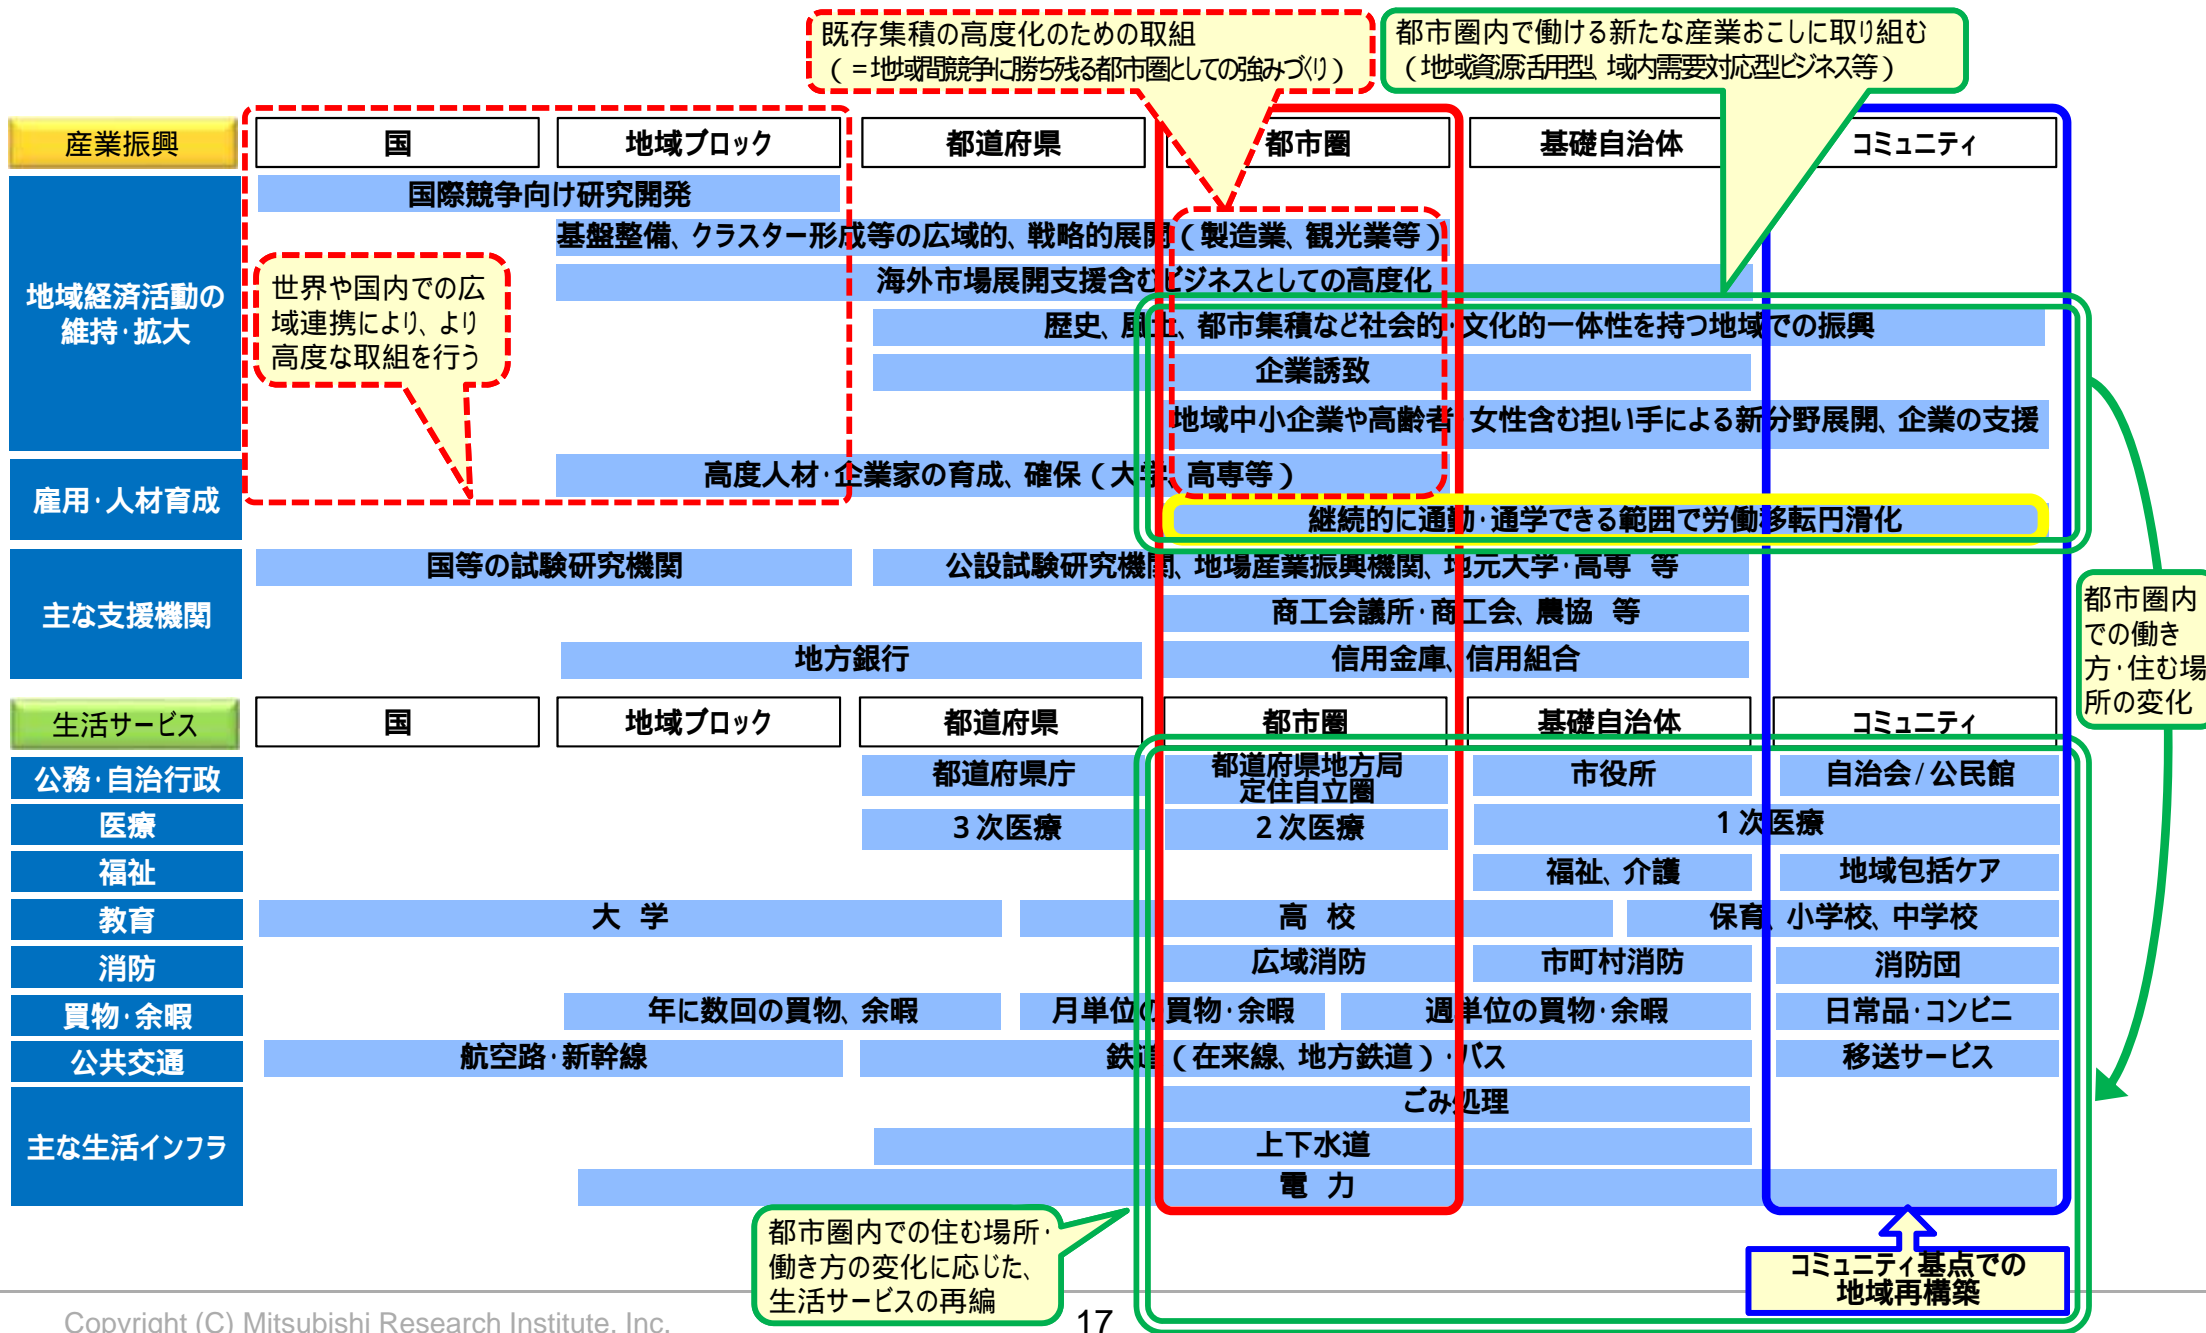 既存集積の高度化のための取組
（＝地域間競争に勝ち残る都市圏としての強みづくり）
都市圏内で働ける新たな産業おこしに取り組む
（地域資源活用型、域内需要対応型ビジネス等）
産業振興
国
地域ブロック
都道府県
都市圏
基礎自治体
コミュニティ
地域経済活動の
維持・拡大
国際競争向け研究開発
基盤整備、クラスター形成等の広域的、戦略的展開（製造業、観光業等）
海外市場展開支援含むビジネスとしての高度化
世界や国内での広
域連携により、より
高度な取組を行う
歴史、風土、都市集積など社会的・文化的一体性を持つ地域での振興
企業誘致
地域中小企業や高齢者・女性含む担い手による新分野展開、企業の支援
雇用・人材育成
高度人材・企業家の育成、確保（大学、高専等）
継続的に通勤・通学できる範囲で労働移転円滑化
主な支援機関
国等の試験研究機関
公設試験研究機関、地場産業振興機関、地元大学・高専 等
商工会議所・商工会、農協 等
地方銀行
信用金庫、信用組合
都市圏内
での働き
方・住む場
所の変化
生活サービス
国
地域ブロック
都道府県
都市圏
基礎自治体
コミュニティ
公務・自治行政
都道府県庁
都道府県地方局
定住自立圏
市役所
自治会/公民館
医療
3次医療
2次医療
1次医療
福祉
福祉、介護
地域包括ケア
教育
大 学
高 校
保育、小学校、中学校
消防
広域消防
市町村消防
消防団
買物・余暇
年に数回の買物、余暇
月単位の買物・余暇
週単位の買物・余暇
日常品・コンビニ
公共交通
航空路・新幹線
鉄道（在来線、地方鉄道）・バス
移送サービス
主な生活インフラ
ごみ処理
上下水道
電 力
都市圏内での住む場所・
働き方の変化に応じた、
生活サービスの再編
コミュニティ基点での
地域再構築
Copyright (C) Mitsubishi Research Institute, Inc.
17